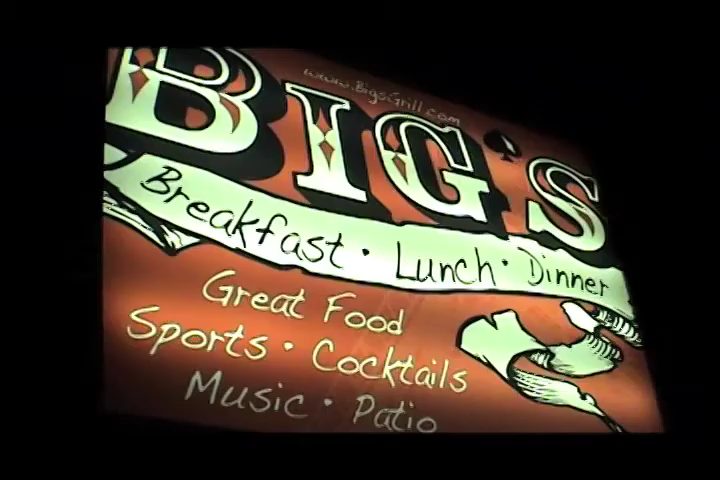 www.BigsGrill.com
BIG'S
Breakfast · Lunch · Dinner
Great Food
Sports · Cocktails
Music · Patio